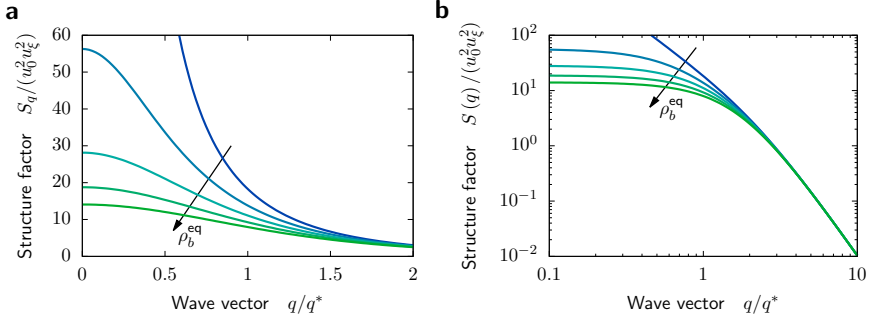 a
Structure factor S_q/(u_0^2 u_ξ^2)
60
50
40
30
20
10
0
ρ_b^eq
0
0.5
1
1.5
2
Wave vector q/q*
b
Structure factor S (q) /(u_0^2 u_ξ^2)
10^2
10^1
10^0
10^−1
10^−2
ρ_b^eq
0.1
1
10
Wave vector q/q*